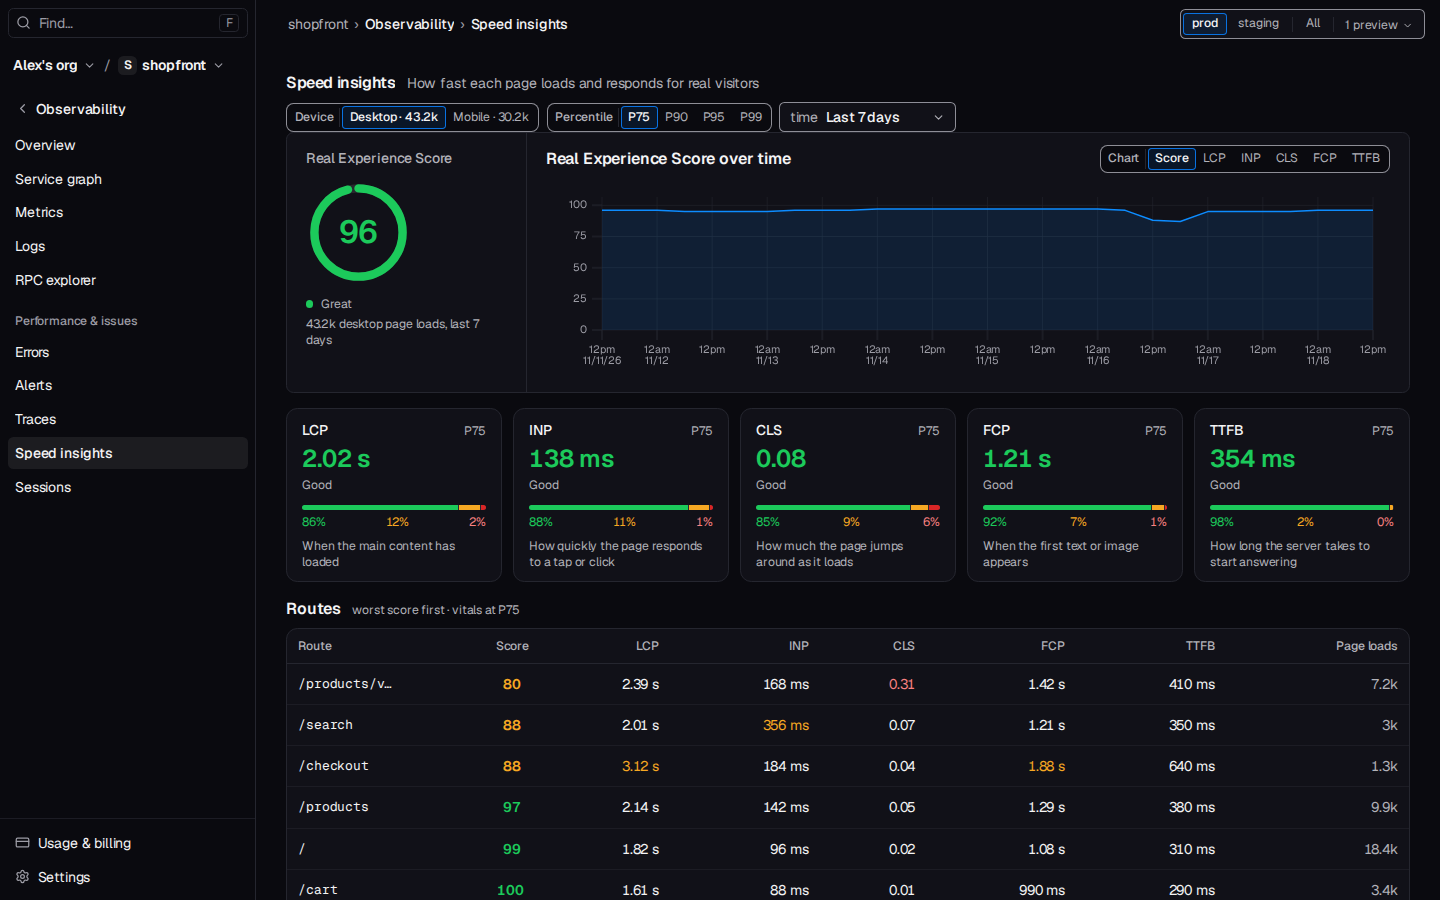 Find...
F
Alex's org / S shopfront
Observability
Overview
Service graph
Metrics
Logs
RPC explorer
Performance & issues
Errors
Alerts
Traces
Speed insights
Sessions
Usage & billing
Settings
shopfront › Observability › Speed insights
prod staging All 1 preview
Speed insights How fast each page loads and responds for real visitors
Device Desktop · 43.2k Mobile · 30.2k
Percentile P75 P90 P95 P99
time Last 7 days
Real Experience Score
96
Great
43.2k desktop page loads, last 7
days
Real Experience Score over time
Chart Score LCP INP CLS FCP TTFB
100
75
50
25
0
12pm 12am 12pm 12am 12pm 12am 12pm 12am 12pm 12am 12pm 12am 12pm 12am 12pm
11/11/26 11/12 11/13 11/14 11/15 11/16 11/17 11/18
LCP P75
2.02 s
Good
86% 12% 2%
When the main content has
loaded
INP P75
138 ms
Good
88% 11% 1%
How quickly the page responds
to a tap or click
CLS P75
0.08
Good
85% 9% 6%
How much the page jumps
around as it loads
FCP P75
1.21 s
Good
92% 7% 1%
When the first text or image
appears
TTFB P75
354 ms
Good
98% 2% 0%
How long the server takes to
start answering
Routes worst score first · vitals at P75
Route Score LCP INP CLS FCP TTFB Page loads
/products/v… 80 2.39 s 168 ms 0.31 1.42 s 410 ms 7.2k
/search 88 2.01 s 356 ms 0.07 1.21 s 350 ms 3k
/checkout 88 3.12 s 184 ms 0.04 1.88 s 640 ms 1.3k
/products 97 2.14 s 142 ms 0.05 1.29 s 380 ms 9.9k
/ 99 1.82 s 96 ms 0.02 1.08 s 310 ms 18.4k
/cart 100 1.61 s 88 ms 0.01 990 ms 290 ms 3.4k